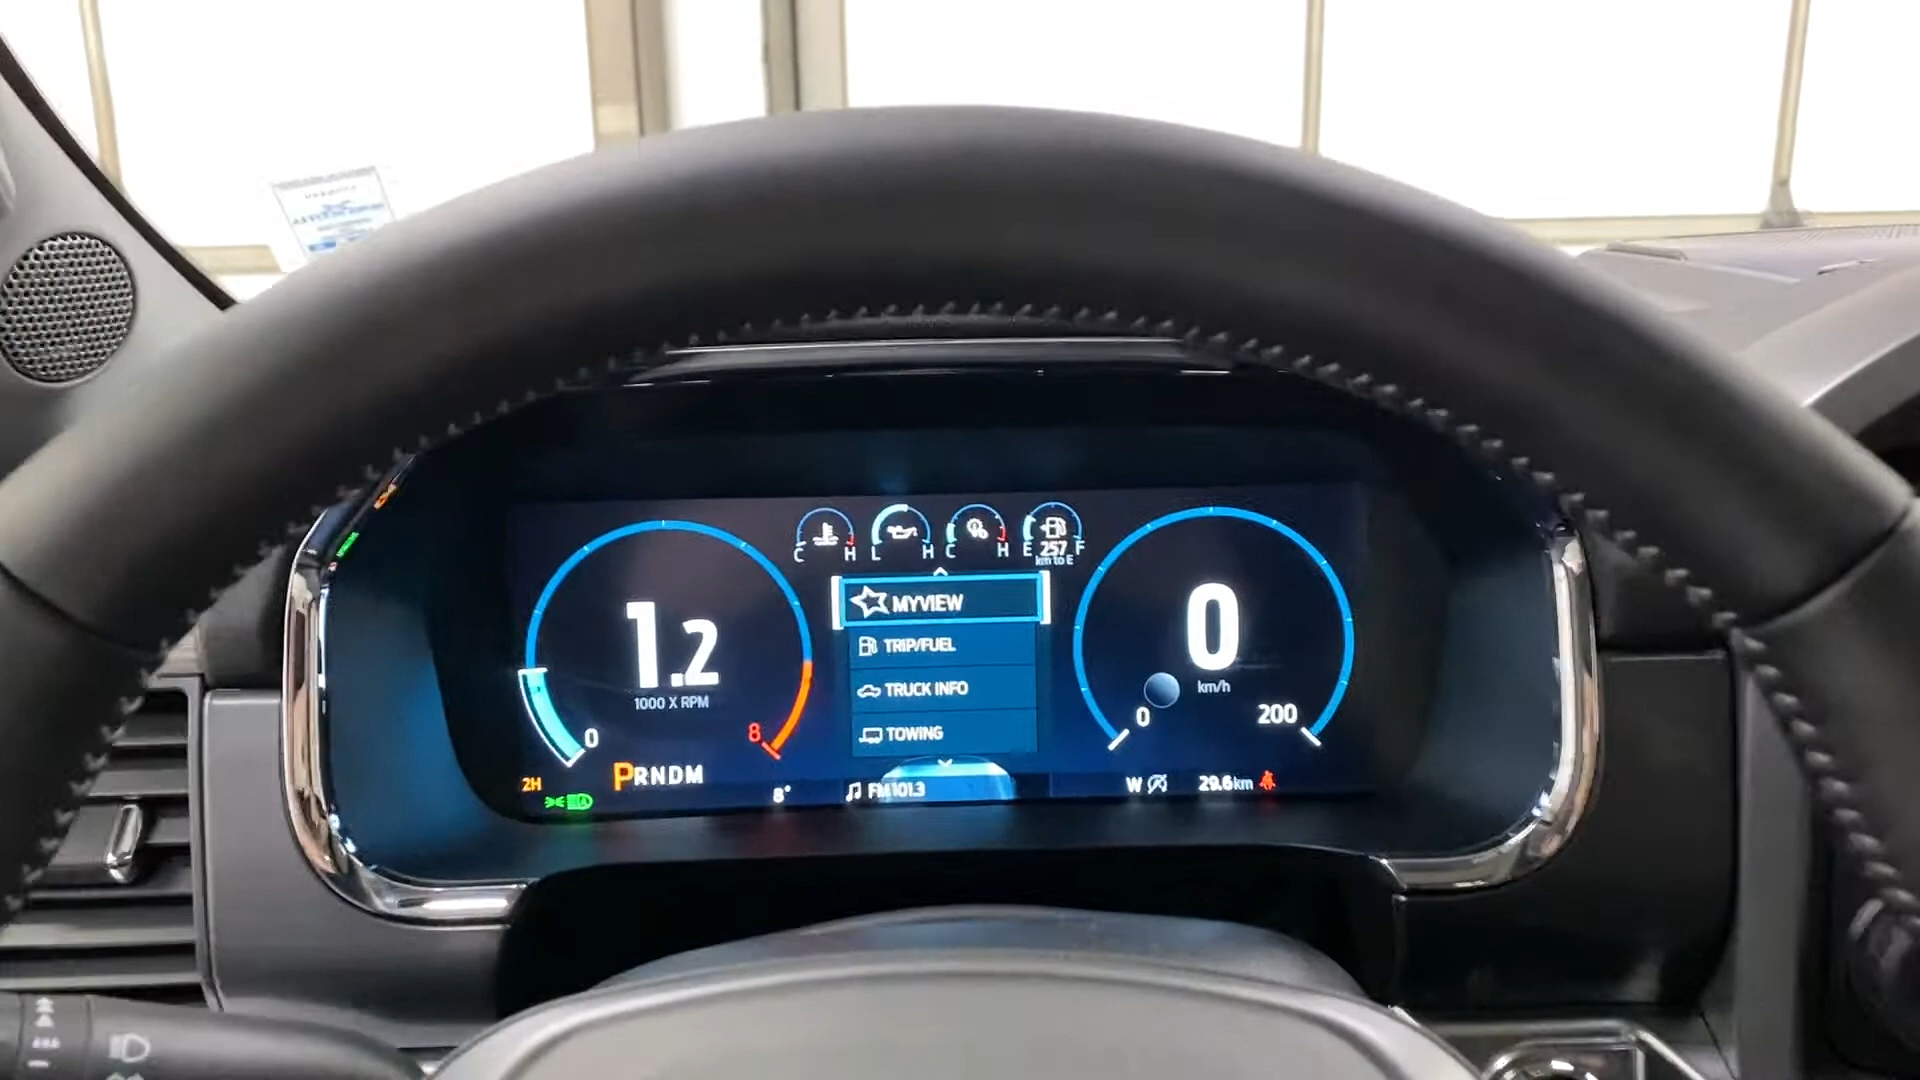 C H L H C H E 257 F
km to E
MYVIEW
TRIP/FUEL
TRUCK INFO
TOWING
1.2
1000 X RPM
0 8
0
km/h
0 200
2H
PRNDM
8°
FM101.3
W
29.6km